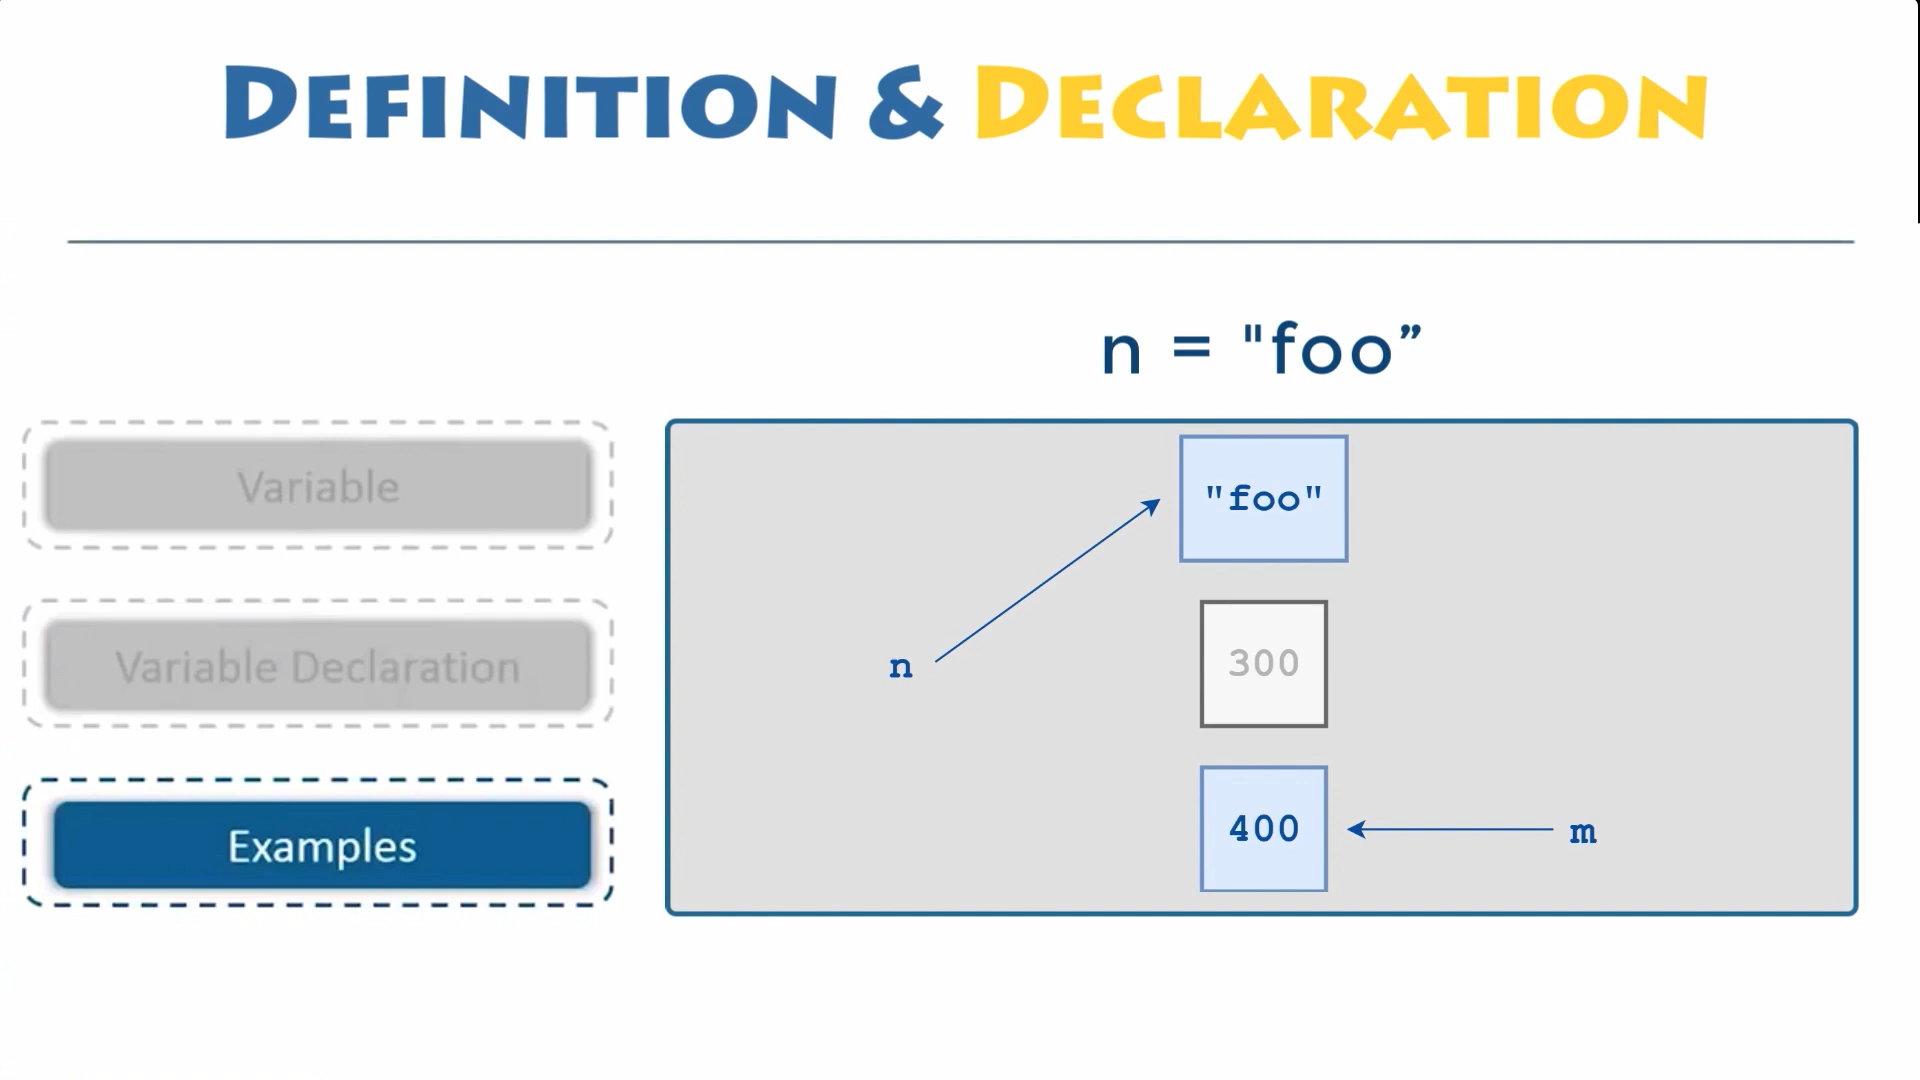 DEFINITION & DECLARATION
n = "foo”
Variable
Variable Declaration
Examples
"foo"
n
300
400
m